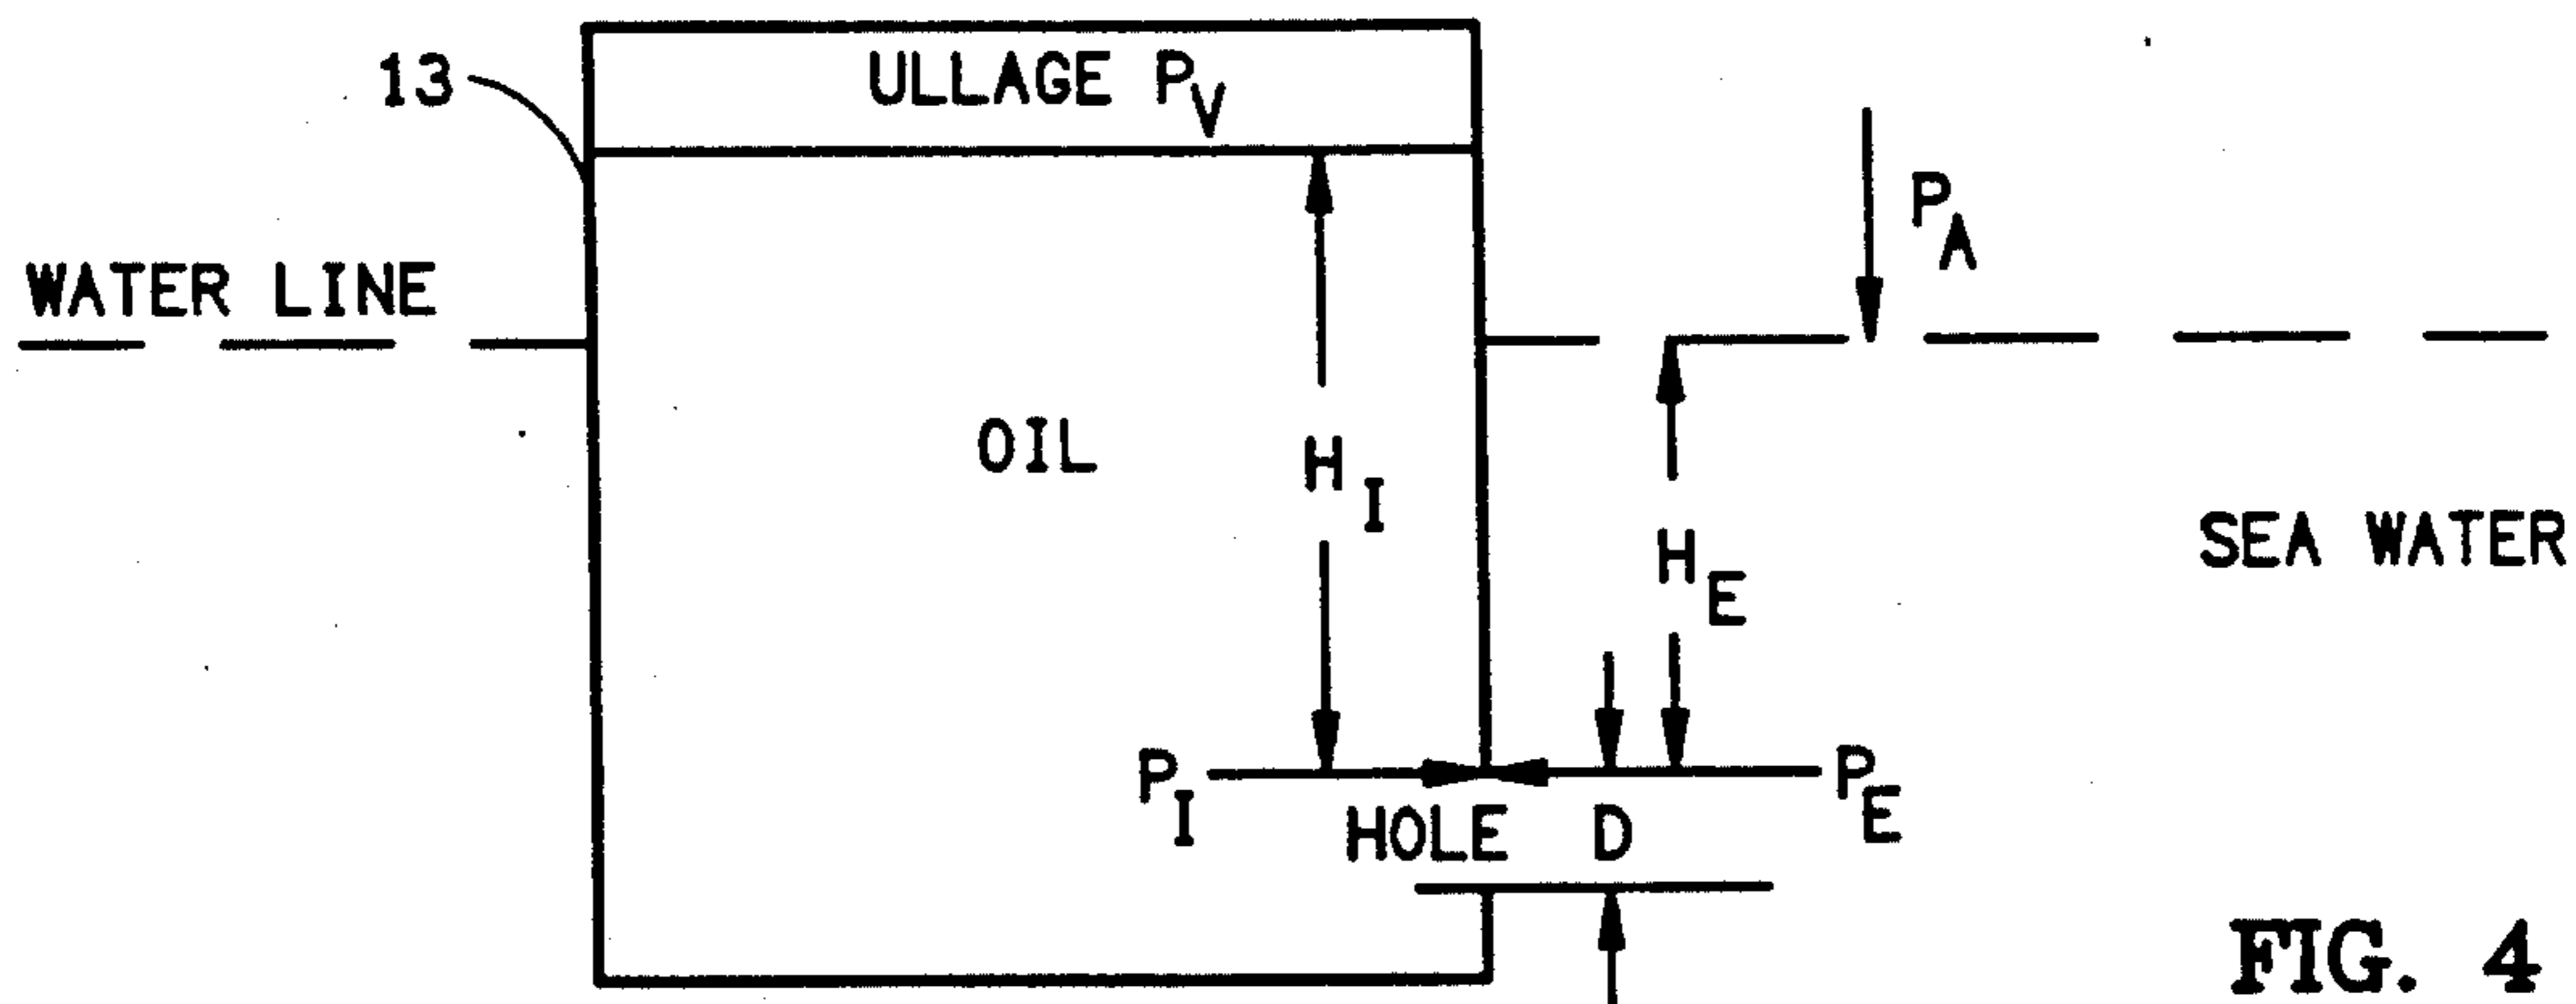 13
ULLAGE P_V
P_A
WATER LINE
OIL
H_I
H_E
SEA WATER
P_I
P_E
HOLE D
FIG. 4